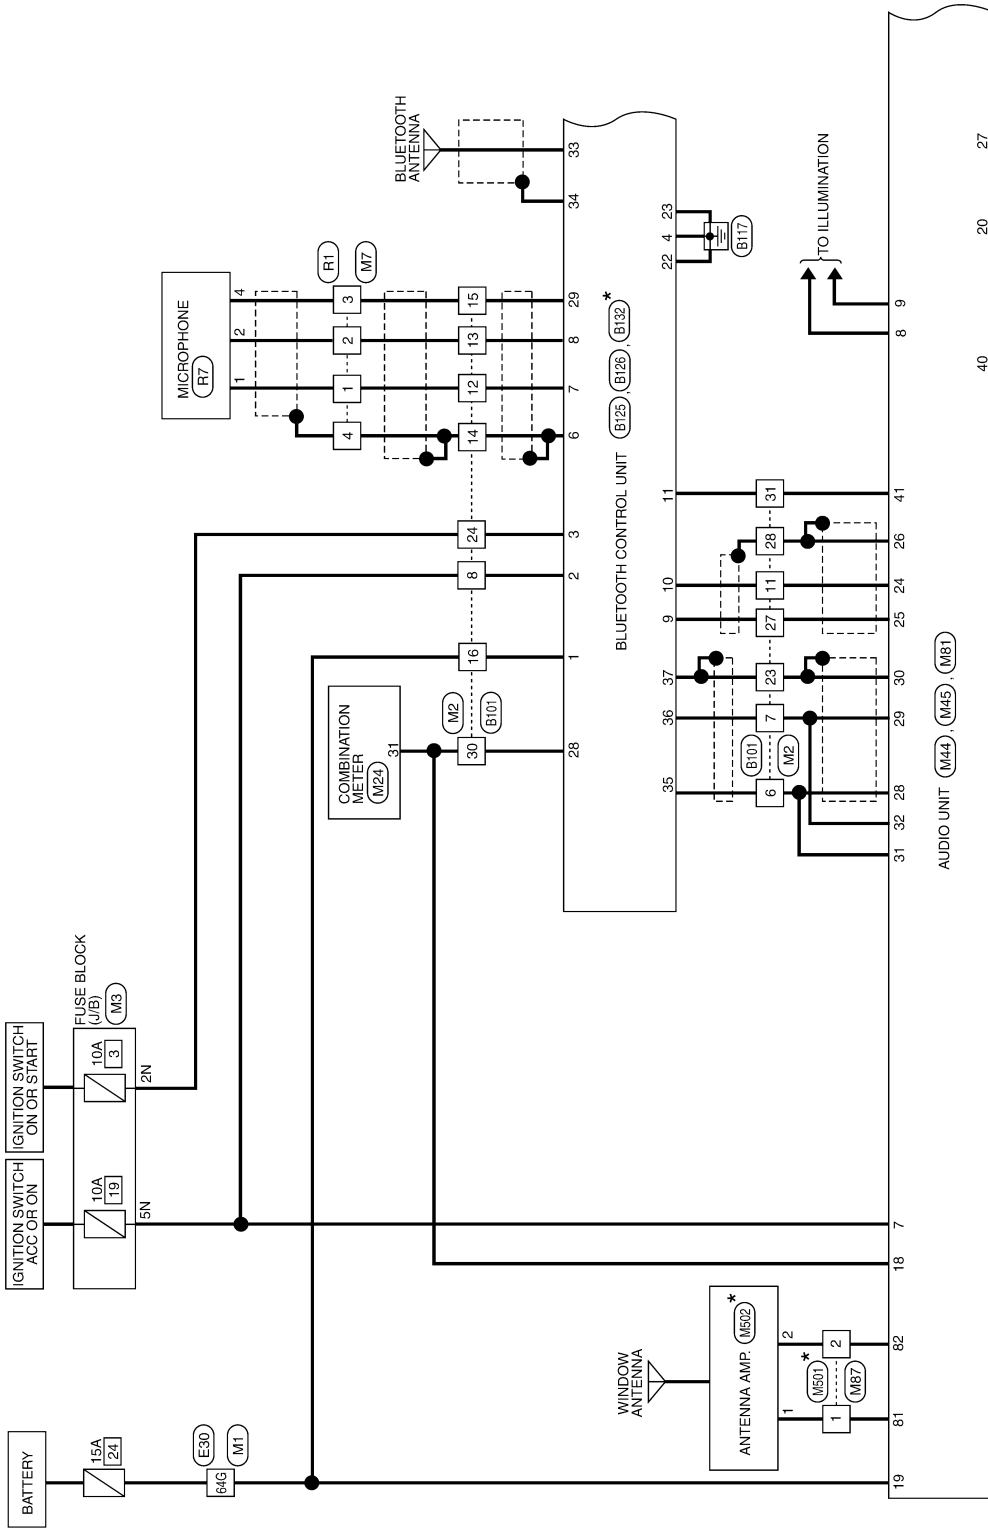 BATTERY
15A
24
64G
E30
M1
IGNITION SWITCH
ACC OR ON
IGNITION SWITCH
ON OR START
FUSE BLOCK
(J/B)
M3
10A
19
5N
10A
3
2N
WINDOW
ANTENNA
ANTENNA AMP.
M502
*
1
2
M501
*
M87
1
2
COMBINATION
METER
M24
31
M2
B101
30
16
8
24
14
12
13
15
MICROPHONE
R7
1
2
4
R1
M7
4
1
2
3
BLUETOOTH
ANTENNA
28
1
2
3
6
7
8
29
34
33
BLUETOOTH CONTROL UNIT
B125
,
B126
,
B132
*
35
36
37
9
10
11
22
4
23
B117
B101
M2
6
7
23
27
11
28
31
TO ILLUMINATION
19
81
82
18
7
31
32
28
29
30
25
24
26
41
8
9
AUDIO UNIT
M44
,
M45
,
M81
40
20
27